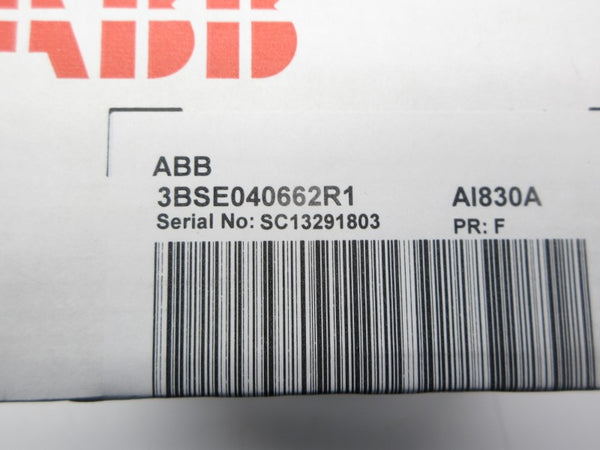 ABB
ABB
3BSE040662R1 AI830A
Serial No: SC13291803 PR: F